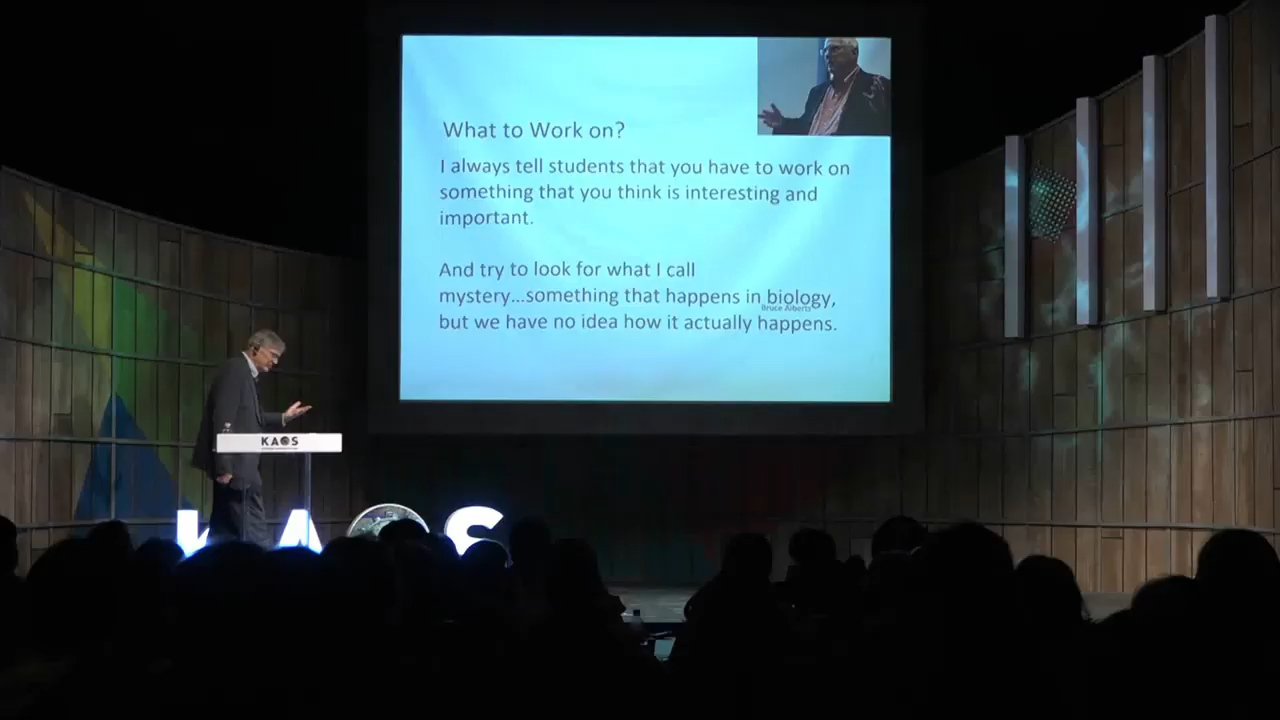 What to Work on?
I always tell students that you have to work on
something that you think is interesting and
important.
And try to look for what I call
mystery...something that happens in biology,
Bruce Alberts
but we have no idea how it actually happens.
KAOS
KAOS